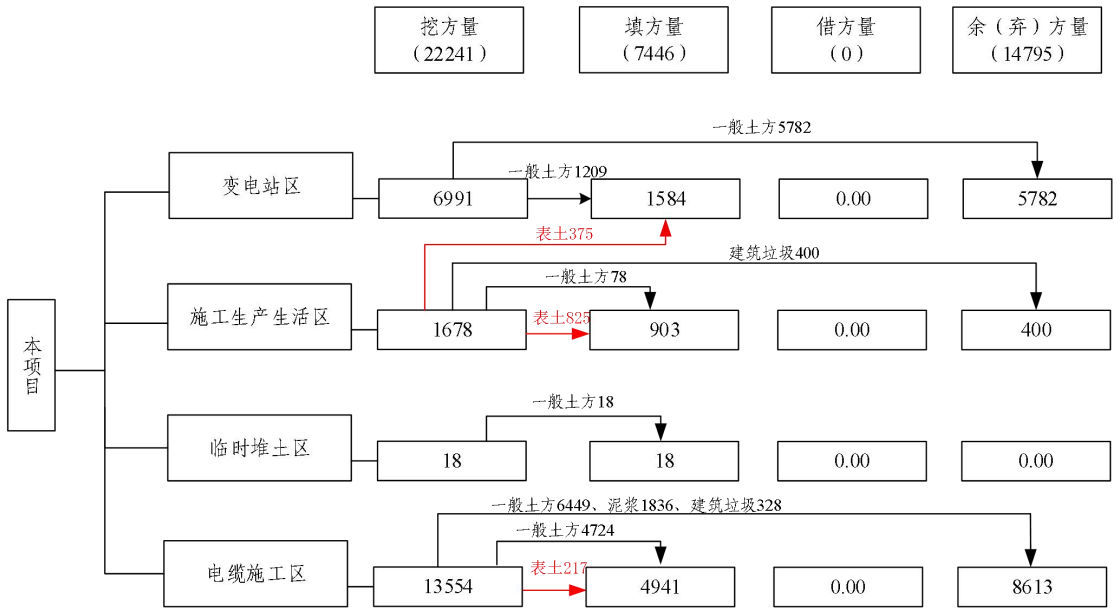 挖方量
（22241）
填方量
（7446）
借方量
（0）
余（弃）方量
（14795）
一般土方5782
变电站区
一般土方1209
6991
1584
0.00
5782
表土375
建筑垃圾400
一般土方78
施工生产生活区
表土825
1678
903
0.00
400
本项目
一般土方18
临时堆土区
18
18
0.00
0.00
一般土方6449、泥浆1836、建筑垃圾328
一般土方4724
电缆施工区
表土217
13554
4941
0.00
8613